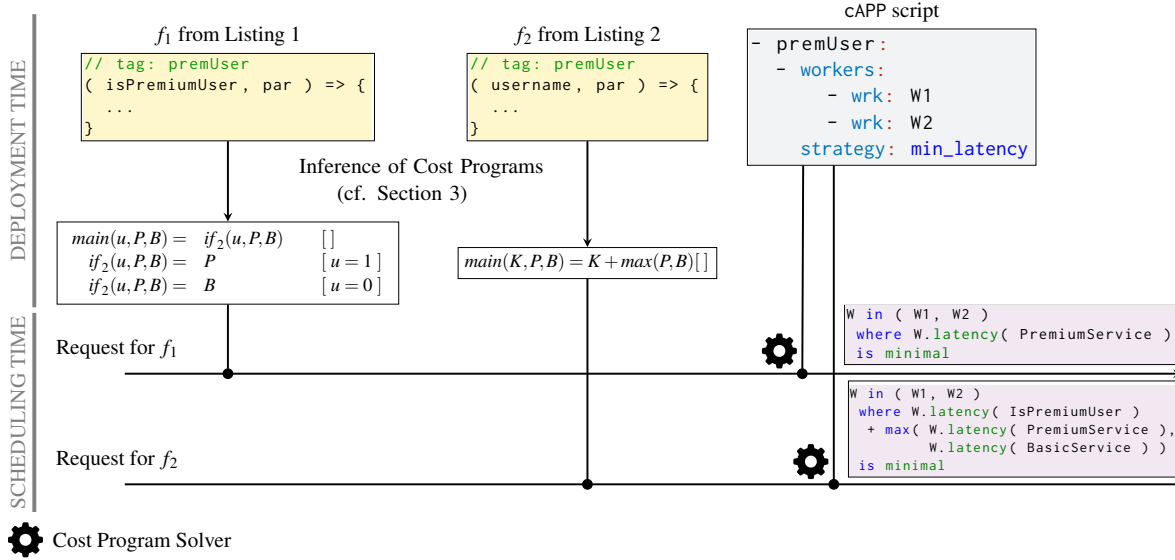 DEPLOYMENT TIME
f₁ from Listing 1
// tag: premUser
( isPremiumUser, par ) => {
...
}
f₂ from Listing 2
// tag: premUser
( username, par ) => {
...
}
cAPP script
- premUser:
- workers:
- wrk: W1
- wrk: W2
strategy: min_latency
Inference of Cost Programs
(cf. Section 3)
main(u,P,B) = if₂(u,P,B) [ ]
if₂(u,P,B) = P [ u = 1 ]
if₂(u,P,B) = B [ u = 0 ]
main(K,P,B) = K + max(P,B)[ ]
SCHEDULING TIME
Request for f₁
W in ( W1, W2 )
where W.latency( PremiumService )
is minimal
Request for f₂
W in ( W1, W2 )
where W.latency( IsPremiumUser )
+ max( W.latency( PremiumService ),
W.latency( BasicService ) )
is minimal
Cost Program Solver